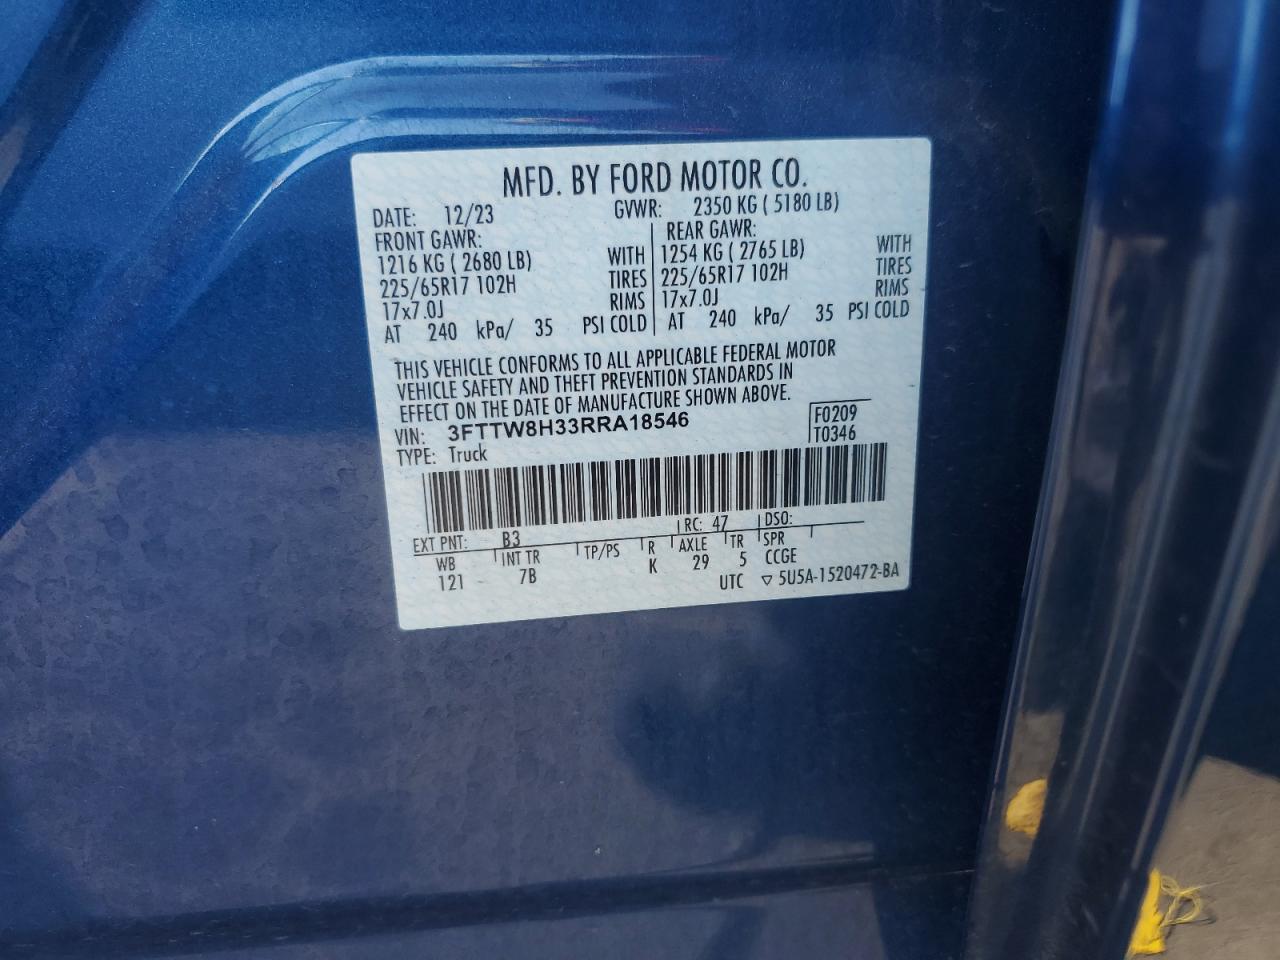 MFD. BY FORD MOTOR CO.
DATE: 12/23 GVWR: 2350 KG ( 5180 LB)
FRONT GAWR: REAR GAWR:
1216 KG ( 2680 LB) WITH 1254 KG ( 2765 LB) WITH
225/65R17 102H TIRES 225/65R17 102H TIRES
17x7.0J RIMS 17x7.0J RIMS
AT 240 kPa/ 35 PSI COLD AT 240 kPa/ 35 PSI COLD
THIS VEHICLE CONFORMS TO ALL APPLICABLE FEDERAL MOTOR
VEHICLE SAFETY AND THEFT PREVENTION STANDARDS IN
EFFECT ON THE DATE OF MANUFACTURE SHOWN ABOVE.
VIN: 3FTTW8H33RRA18546 F0209
TYPE: Truck T0346
EXT PNT: B3 RC: 47 DSO:
WB INT TR TP/PS R AXLE TR SPR
121 7B K 29 5 CCGE
UTC ▽ 5U5A-1520472-BA